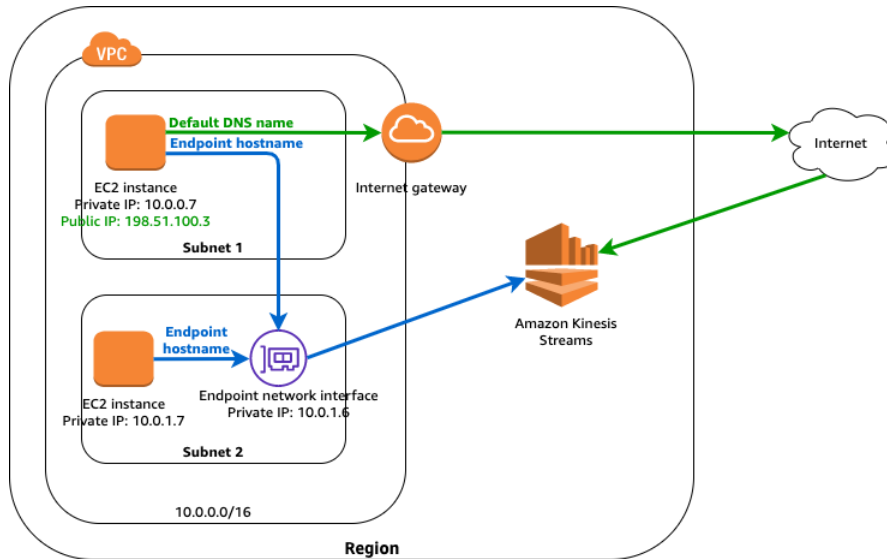 VPC
Default DNS name
Endpoint hostname
EC2 instance
Private IP: 10.0.0.7
Public IP: 198.51.100.3
Subnet 1
Internet gateway
Internet
Amazon Kinesis
Streams
Endpoint
hostname
EC2 instance
Private IP: 10.0.1.7
Endpoint network interface
Private IP: 10.0.1.6
Subnet 2
10.0.0.0/16
Region